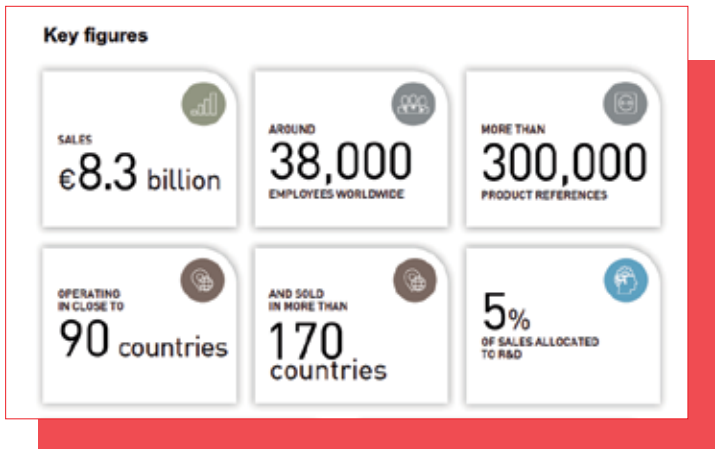 Key figures
SALES
€8.3 billion
AROUND
38,000
EMPLOYEES WORLDWIDE
MORE THAN
300,000
PRODUCT REFERENCES
OPERATING
IN CLOSE TO
90 countries
AND SOLD
IN MORE THAN
170
countries
5%
OF SALES ALLOCATED
TO R&D